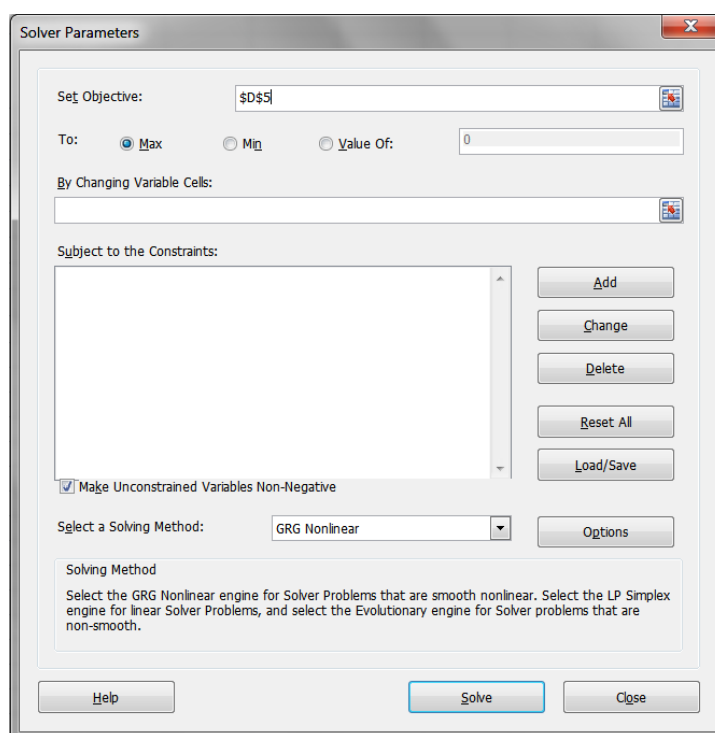 Solver Parameters
Set Objective: $D$5
To: Max Min Value Of: 0
By Changing Variable Cells:
Subject to the Constraints:
Add
Change
Delete
Reset All
Load/Save
Make Unconstrained Variables Non-Negative
Select a Solving Method: GRG Nonlinear Options
Solving Method
Select the GRG Nonlinear engine for Solver Problems that are smooth nonlinear. Select the LP Simplex
engine for linear Solver Problems, and select the Evolutionary engine for Solver problems that are
non-smooth.
Help Solve Close